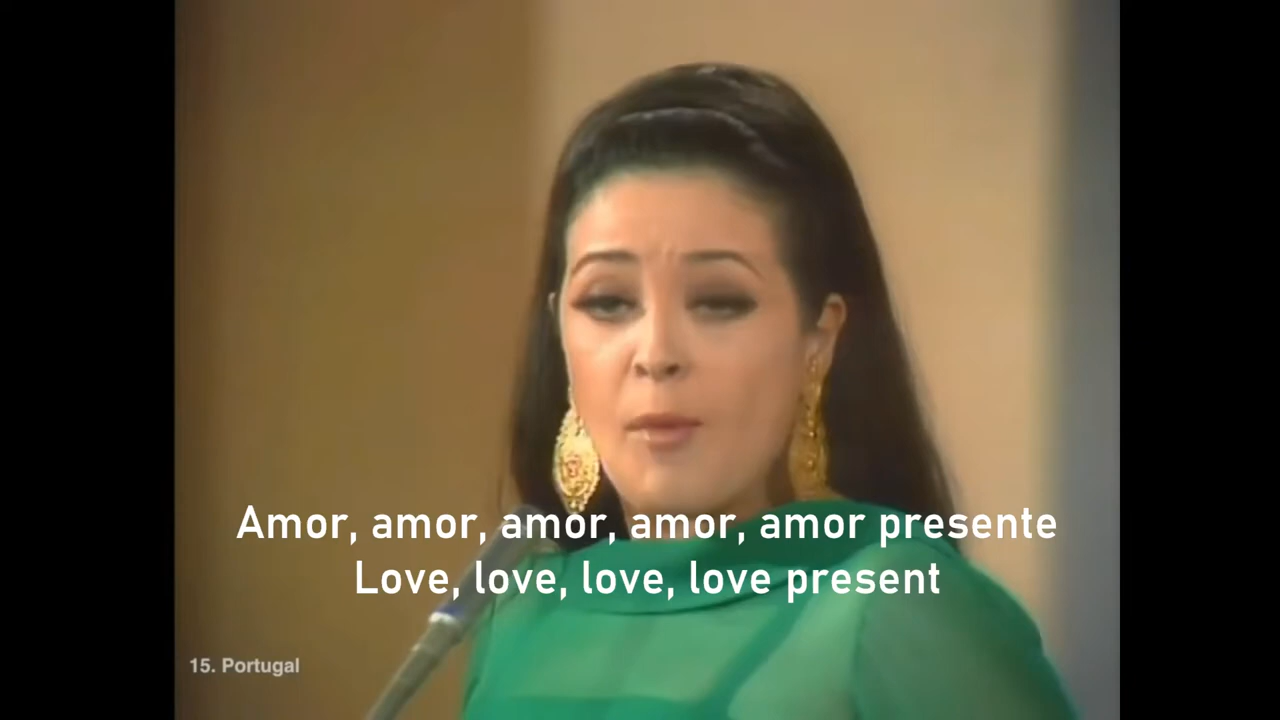 Amor, amor, amor, amor, amor presente
Love, love, love, love present
15. Portugal